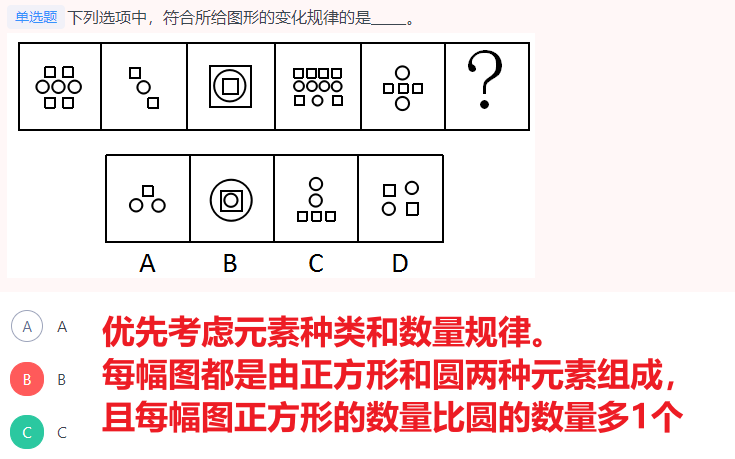 单选题 下列选项中，符合所给图形的变化规律的是_____。
?
A B C D
A A
优先考虑元素种类和数量规律。
B B
每幅图都是由正方形和圆两种元素组成，
C C
且每幅图正方形的数量比圆的数量多1个